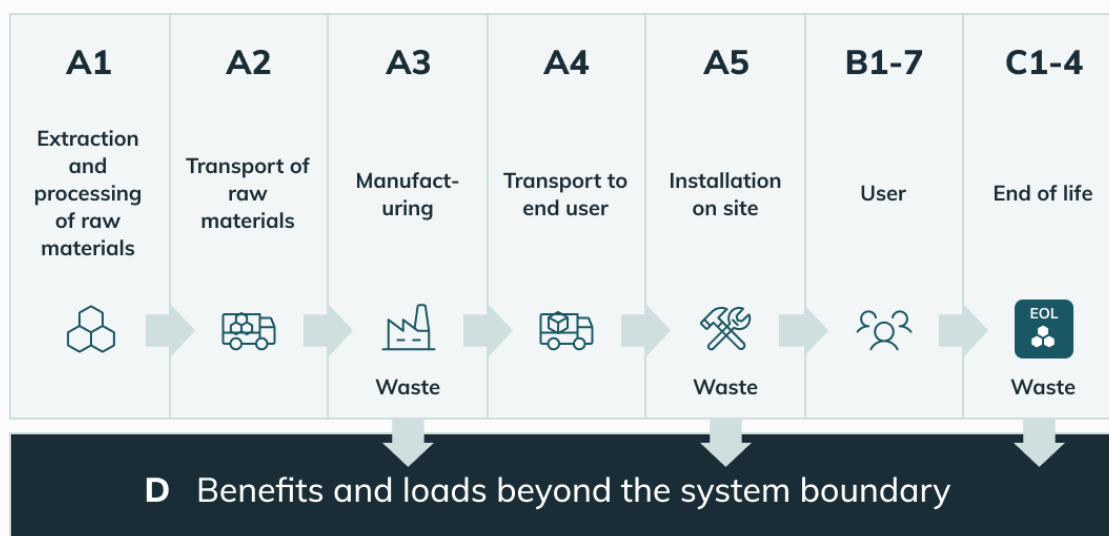 A1
A2
A3
A4
A5
B1-7
C1-4
Extraction
and
processing
of raw
materials
Transport of
raw
materials
Manufact-
uring
Transport to
end user
Installation
on site
User
End of life
EOL
Waste
Waste
Waste
D Benefits and loads beyond the system boundary